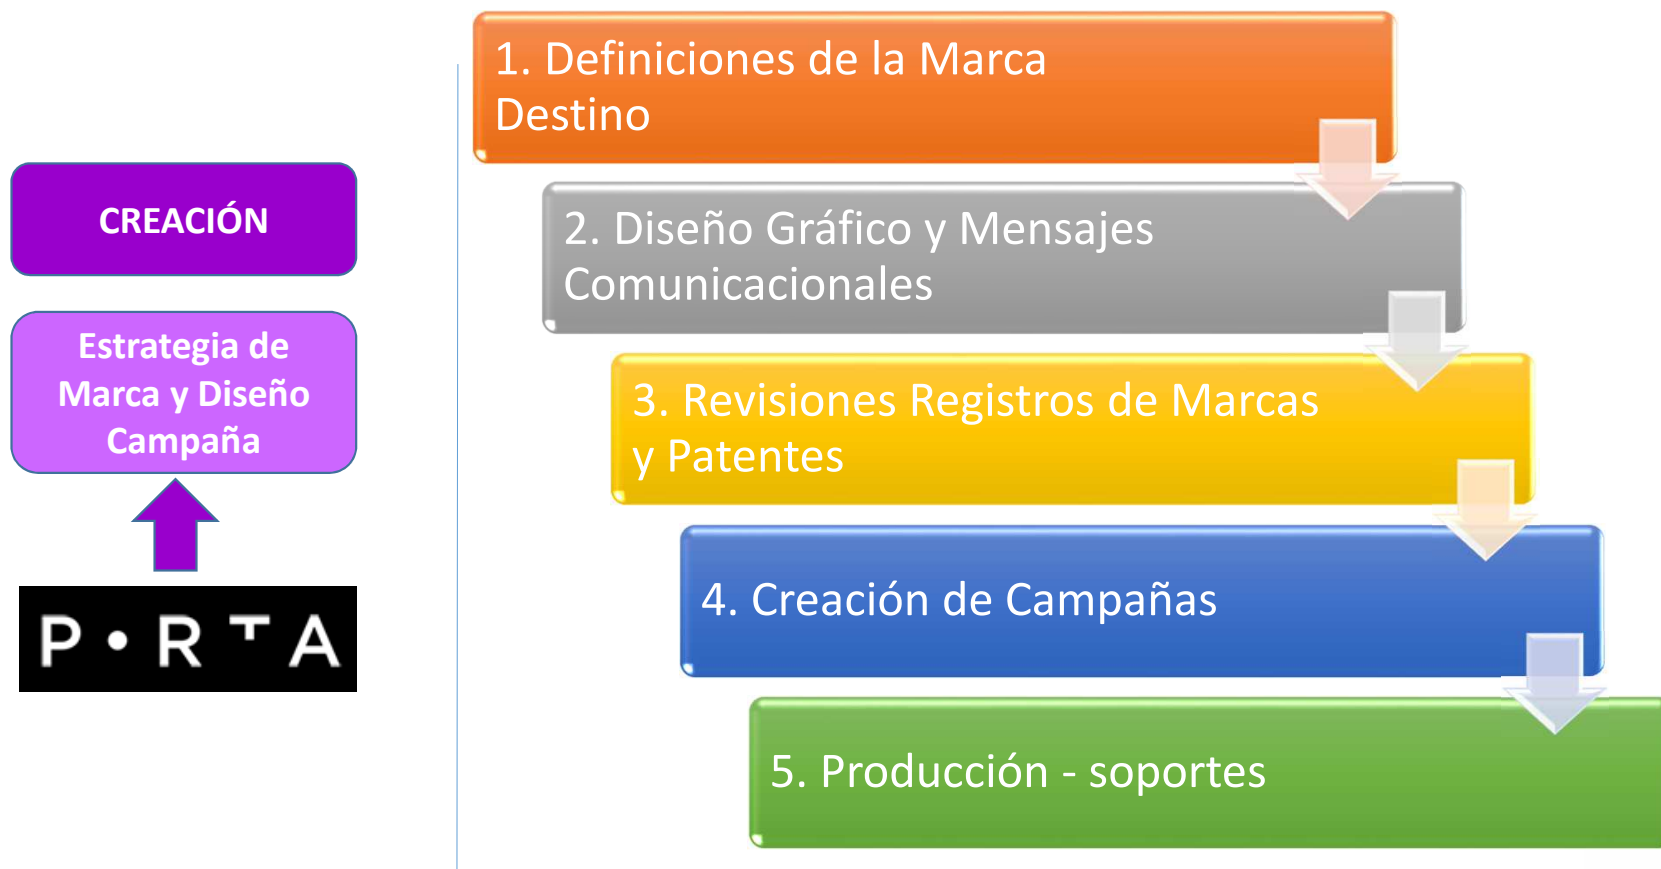 CREACIÓN
Estrategia de
Marca y Diseño
Campaña
P•RTA
1. Definiciones de la Marca
Destino
2. Diseño Gráfico y Mensajes
Comunicacionales
3. Revisiones Registros de Marcas
y Patentes
4. Creación de Campañas
5. Producción - soportes